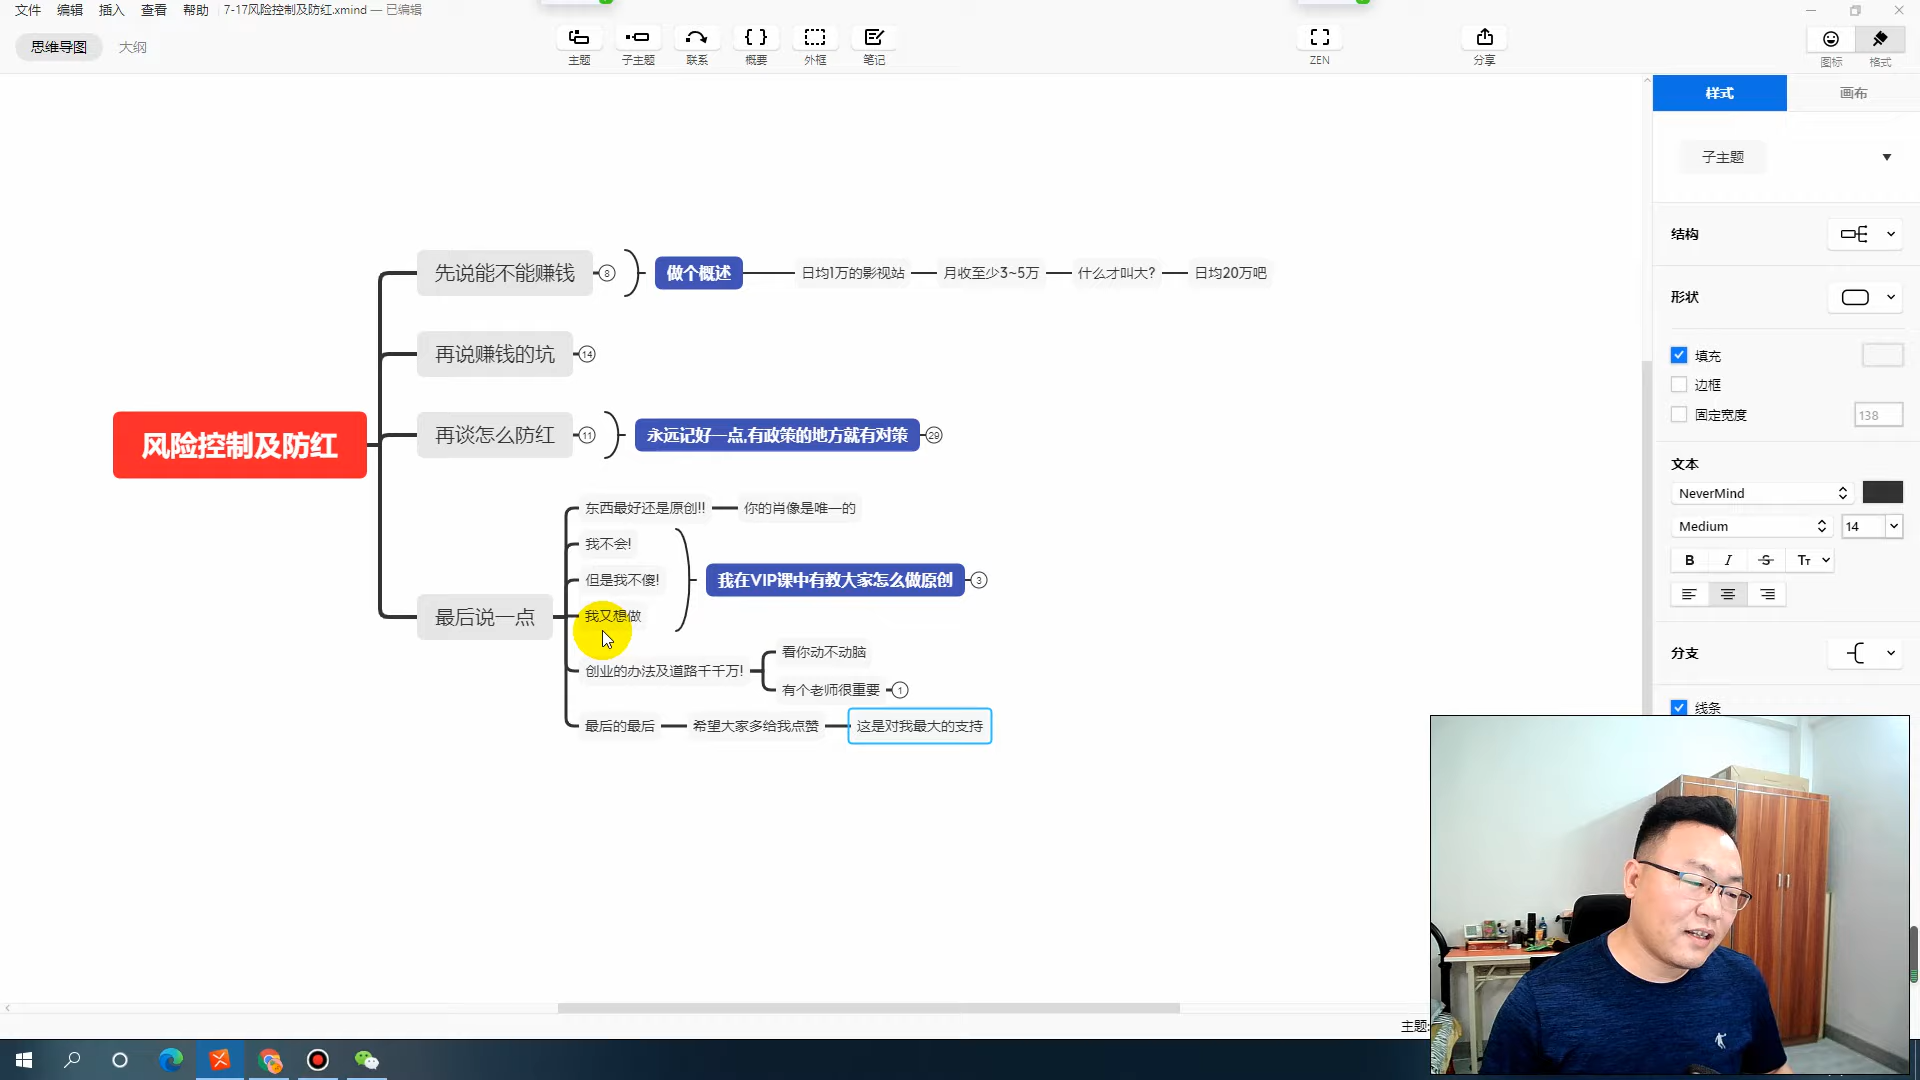 文件 编辑 插入 查看 帮助 7-17风险控制及防红.xmind — 已编辑
思维导图 大纲
主题 子主题 联系 概要 外框 笔记 ZEN 分享 图标 格式
样式 画布
子主题
结构
形状
填充
边框
固定宽度 138
文本
NeverMind
Medium 14
B I S Tт
分支
线条
风险控制及防红
先说能不能赚钱 8 做个概述 日均1万的影视站 月收至少3~5万 什么才叫大? 日均20万吧
再说赚钱的坑 14
再谈怎么防红 11 永远记好一点,有政策的地方就有对策 29
最后说一点
东西最好还是原创!! 你的肖像是唯一的
我不会!
但是我不傻! 我在VIP课中有教大家怎么做原创 3
我又想做
创业的办法及道路千千万! 看你动不动脑
有个老师很重要 1
最后的最后 希望大家多给我点赞 这是对我最大的支持
主题: